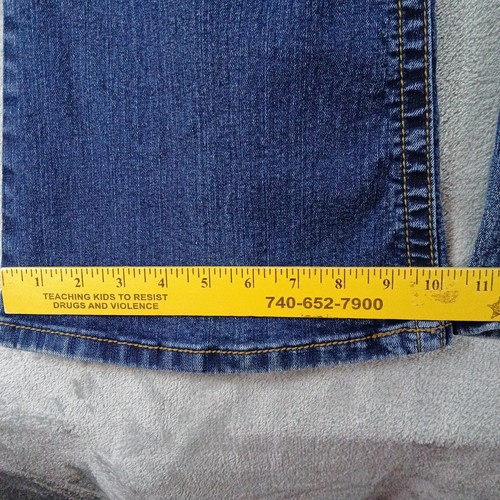 1 2 3 4 5 6 7 8 9 10 11
TEACHING KIDS TO RESIST
DRUGS AND VIOLENCE
740-652-7900